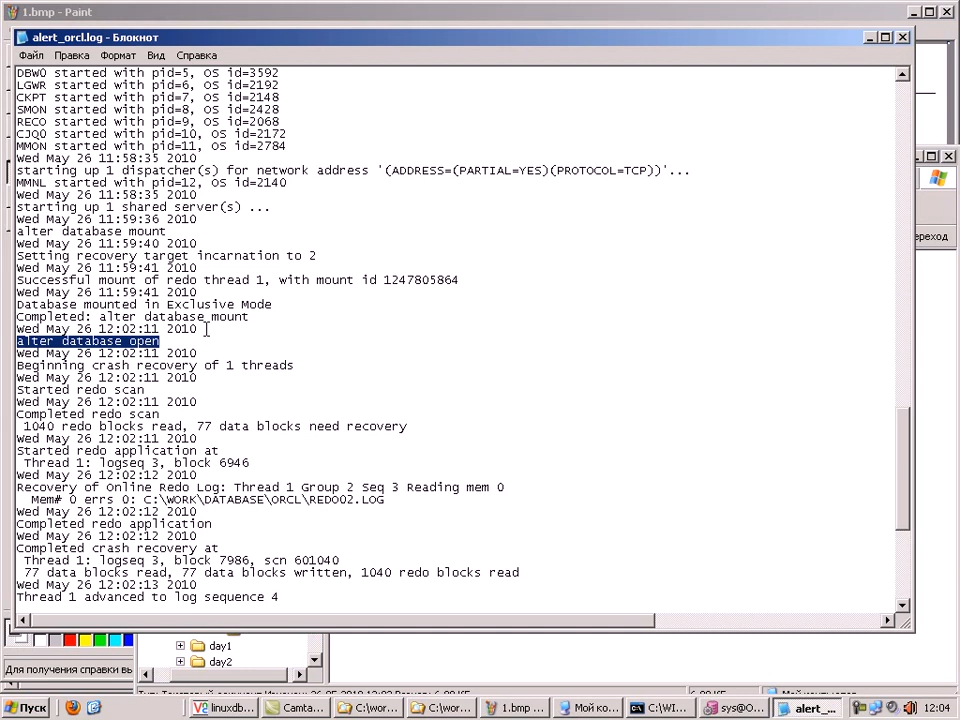 1.bmp - Paint
alert_orcl.log - Блокнот
Файл Правка Формат Вид Справка
DBW0 started with pid=5, OS id=3592
LGWR started with pid=6, OS id=2192
CKPT started with pid=7, OS id=2148
SMON started with pid=8, OS id=2428
RECO started with pid=9, OS id=2068
CJQ0 started with pid=10, OS id=2172
MMON started with pid=11, OS id=2784
Wed May 26 11:58:35 2010
starting up 1 dispatcher(s) for network address '(ADDRESS=(PARTIAL=YES)(PROTOCOL=TCP))'...
MMNL started with pid=12, OS id=2140
Wed May 26 11:58:35 2010
starting up 1 shared server(s) ...
Wed May 26 11:59:36 2010
alter database mount
Wed May 26 11:59:40 2010
Setting recovery target incarnation to 2
Wed May 26 11:59:41 2010
Successful mount of redo thread 1, with mount id 1247805864
Wed May 26 11:59:41 2010
Database mounted in Exclusive Mode
Completed: alter database mount
Wed May 26 12:02:11 2010
alter database open
Wed May 26 12:02:11 2010
Beginning crash recovery of 1 threads
Wed May 26 12:02:11 2010
Started redo scan
Wed May 26 12:02:11 2010
Completed redo scan
1040 redo blocks read, 77 data blocks need recovery
Wed May 26 12:02:11 2010
Started redo application at
Thread 1: logseq 3, block 6946
Wed May 26 12:02:12 2010
Recovery of Online Redo Log: Thread 1 Group 2 Seq 3 Reading mem 0
Mem# 0 errs 0: C:\WORK\DATABASE\ORCL\REDO02.LOG
Wed May 26 12:02:12 2010
Completed redo application
Wed May 26 12:02:12 2010
Completed crash recovery at
Thread 1: logseq 3, block 7986, scn 601040
77 data blocks read, 77 data blocks written, 1040 redo blocks read
Wed May 26 12:02:13 2010
Thread 1 advanced to log sequence 4
ереход
day1
day2
Для получения справки вы
Пуск
linuxdb...
Camta...
C:\wor...
C:\wor...
1.bmp ...
Мой ко...
C:\WI...
sys@O...
alert_...
12:04